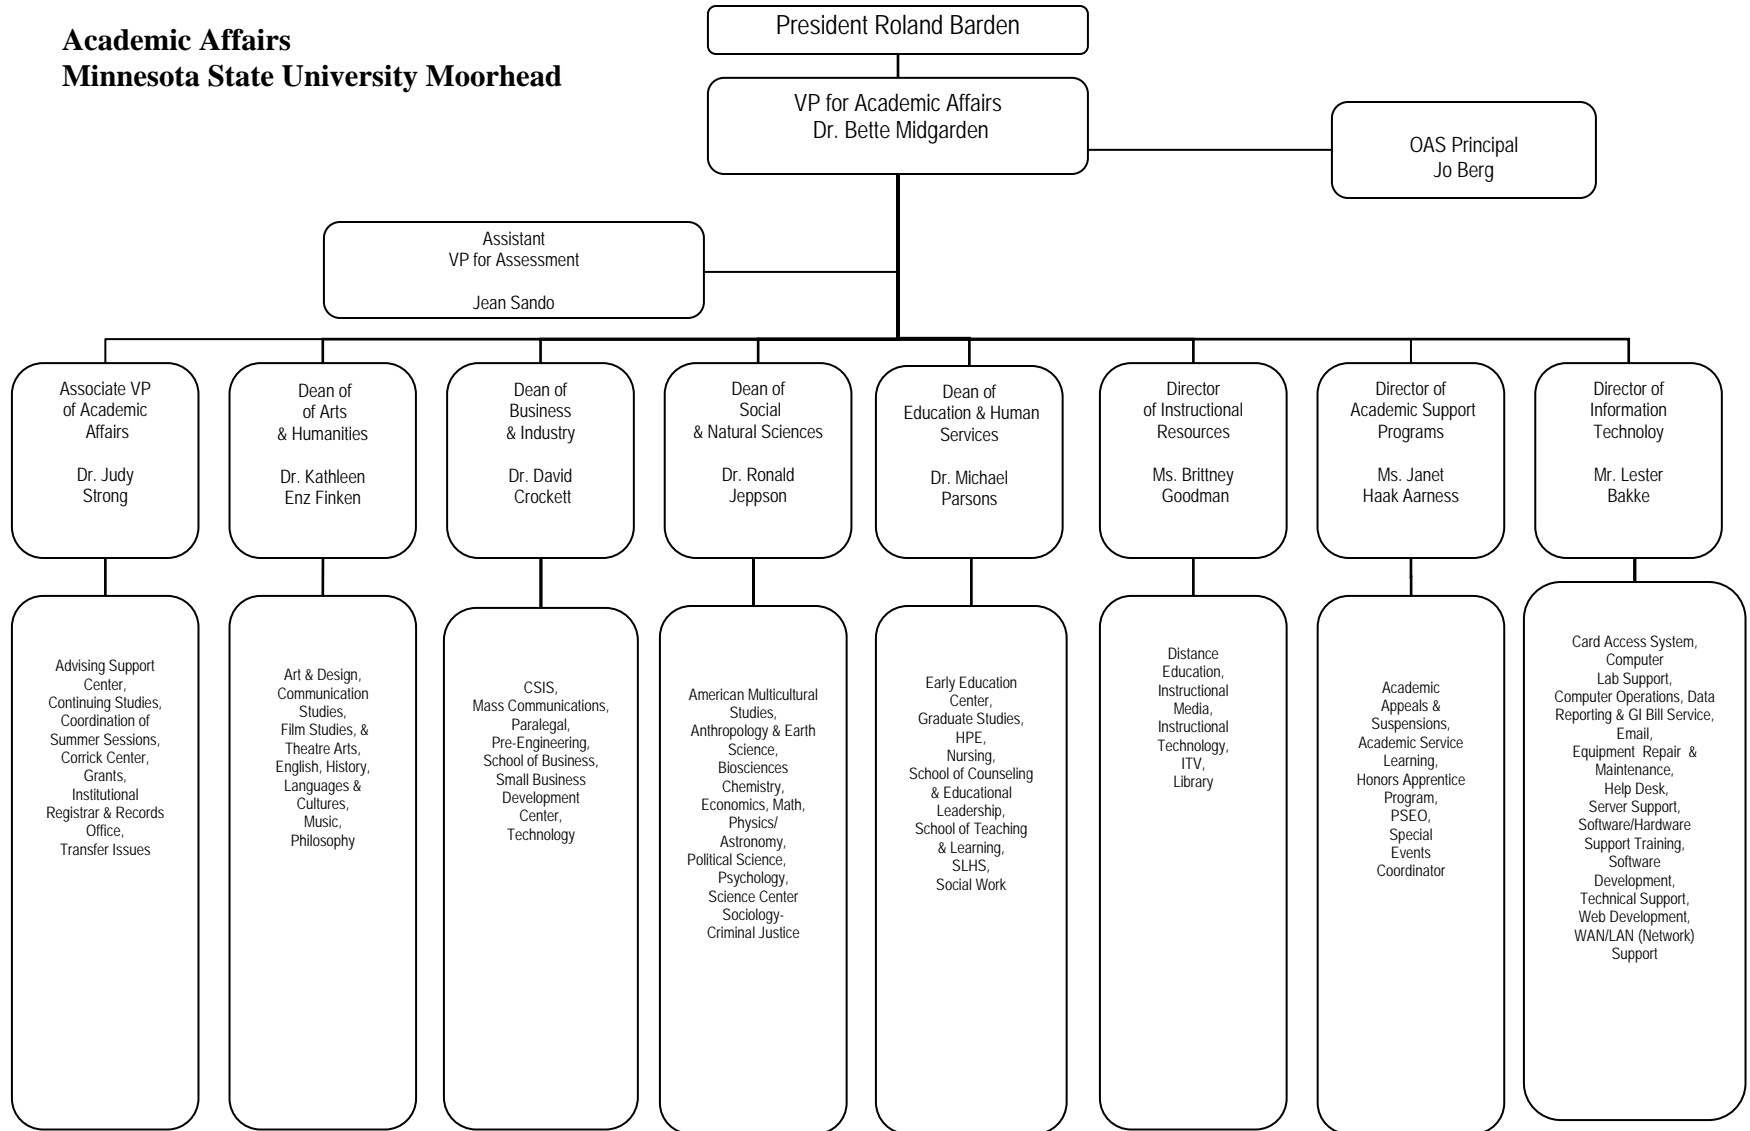 Academic Affairs
Minnesota State University Moorhead
President Roland Barden
VP for Academic Affairs
Dr. Bette Midgarden
OAS Principal
Jo Berg
Assistant
VP for Assessment
Jean Sando
Associate VP
of Academic
Affairs
Dr. Judy
Strong
Dean of
of Arts
& Humanities
Dr. Kathleen
Enz Finken
Dean of
Business
& Industry
Dr. David
Crockett
Dean of
Social
& Natural Sciences
Dr. Ronald
Jeppson
Dean of
Education & Human
Services
Dr. Michael
Parsons
Director
of Instructional
Resources
Ms. Brittney
Goodman
Director of
Academic Support
Programs
Ms. Janet
Haak Aarness
Director of
Information
Technoloy
Mr. Lester
Bakke
Advising Support
Center,
Continuing Studies,
Coordination of
Summer Sessions,
Corrick Center,
Grants,
Institutional
Registrar & Records
Office,
Transfer Issues
Art & Design,
Communication
Studies,
Film Studies, &
Theatre Arts,
English, History,
Languages &
Cultures,
Music,
Philosophy
CSIS,
Mass Communications,
Paralegal,
Pre-Engineering,
School of Business,
Small Business
Development
Center,
Technology
American Multicultural
Studies,
Anthropology & Earth
Science,
Biosciences
Chemistry,
Economics, Math,
Physics/
Astronomy,
Political Science,
Psychology,
Science Center
Sociology-
Criminal Justice
Early Education
Center,
Graduate Studies,
HPE,
Nursing,
School of Counseling
& Educational
Leadership,
School of Teaching
& Learning,
SLHS,
Social Work
Distance
Education,
Instructional
Media,
Instructional
Technology,
ITV,
Library
Academic
Appeals &
Suspensions,
Academic Service
Learning,
Honors Apprentice
Program,
PSEO,
Special
Events
Coordinator
Card Access System,
Computer
Lab Support,
Computer Operations, Data
Reporting & GI Bill Service,
Email,
Equipment Repair &
Maintenance,
Help Desk,
Server Support,
Software/Hardware
Support Training,
Software
Development,
Technical Support,
Web Development,
WAN/LAN (Network)
Support